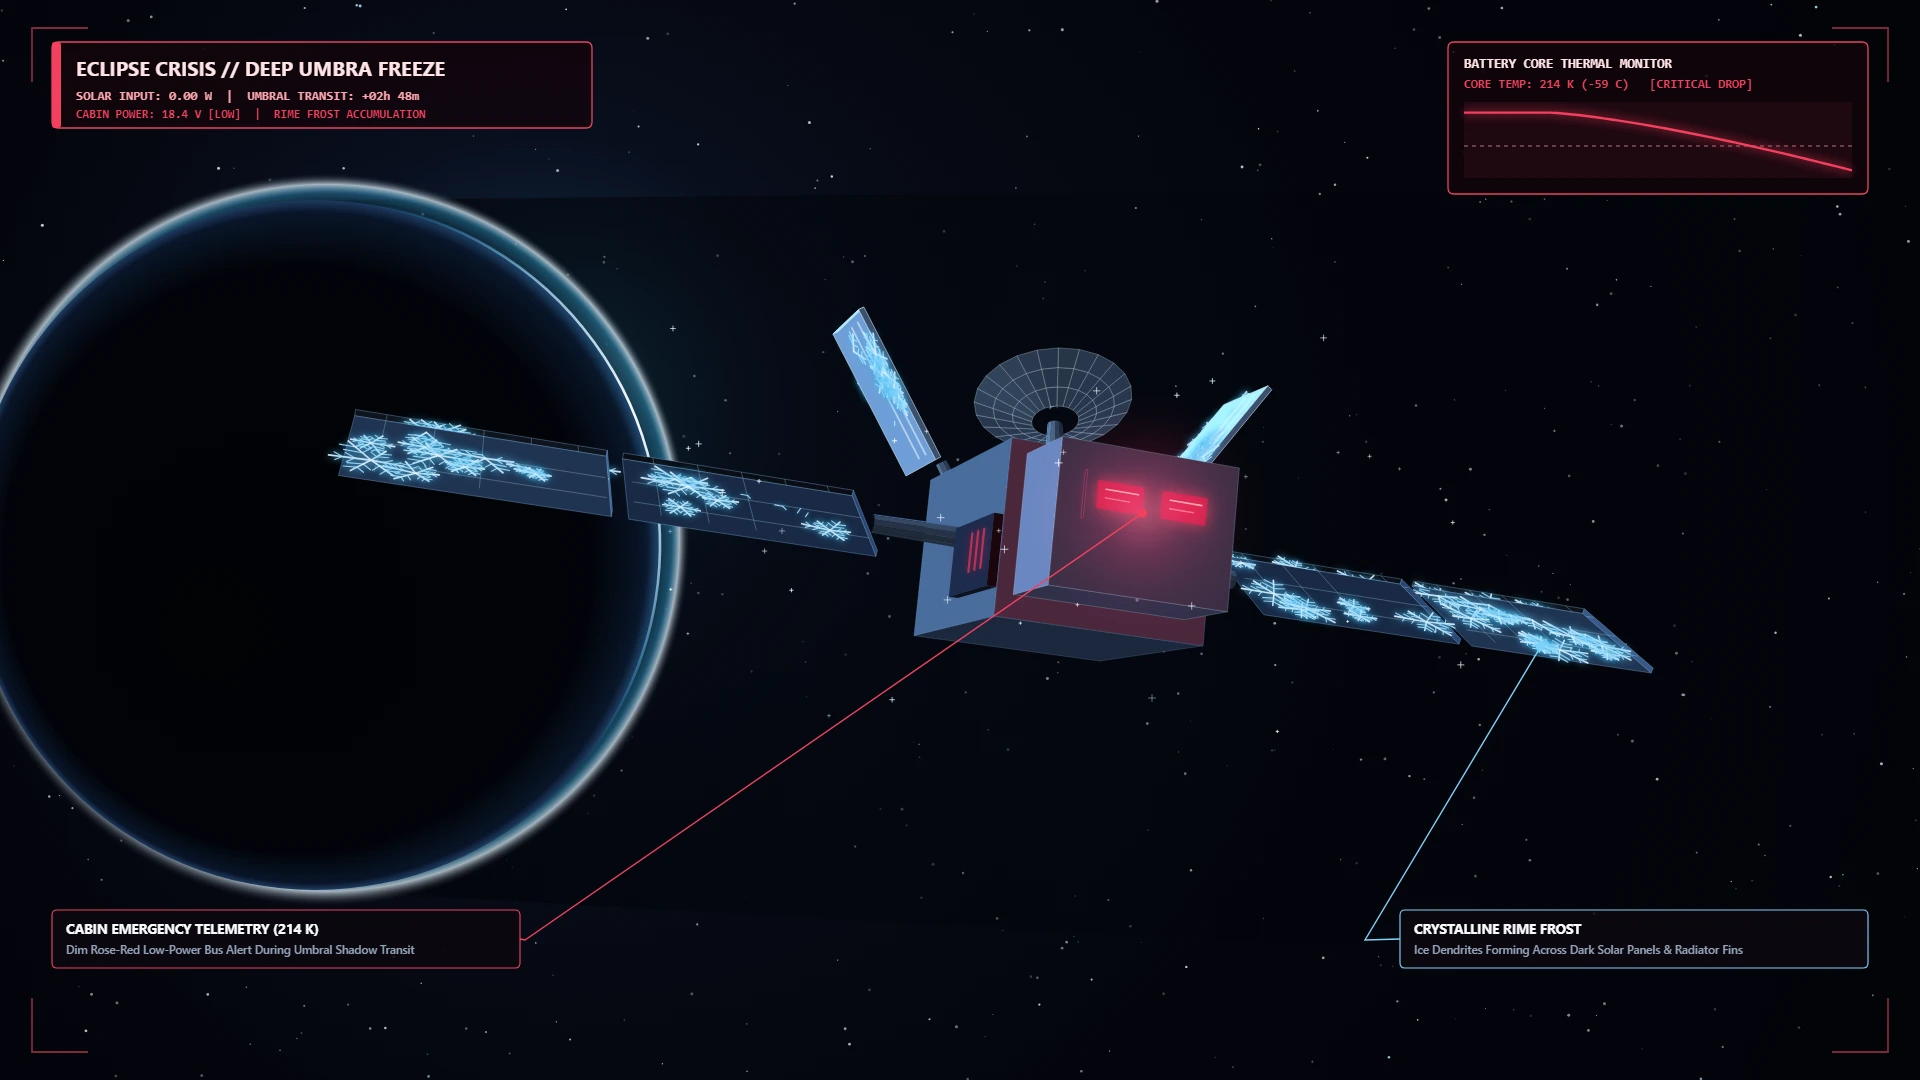 ECLIPSE CRISIS // DEEP UMBRA FREEZE
SOLAR INPUT: 0.00 W | UMBRAL TRANSIT: +02h 48m
CABIN POWER: 18.4 V [LOW] | RIME FROST ACCUMULATION
BATTERY CORE THERMAL MONITOR
CORE TEMP: 214 K (-59 C) [CRITICAL DROP]
CABIN EMERGENCY TELEMETRY (214 K)
Dim Rose-Red Low-Power Bus Alert During Umbral Shadow Transit
CRYSTALLINE RIME FROST
Ice Dendrites Forming Across Dark Solar Panels & Radiator Fins